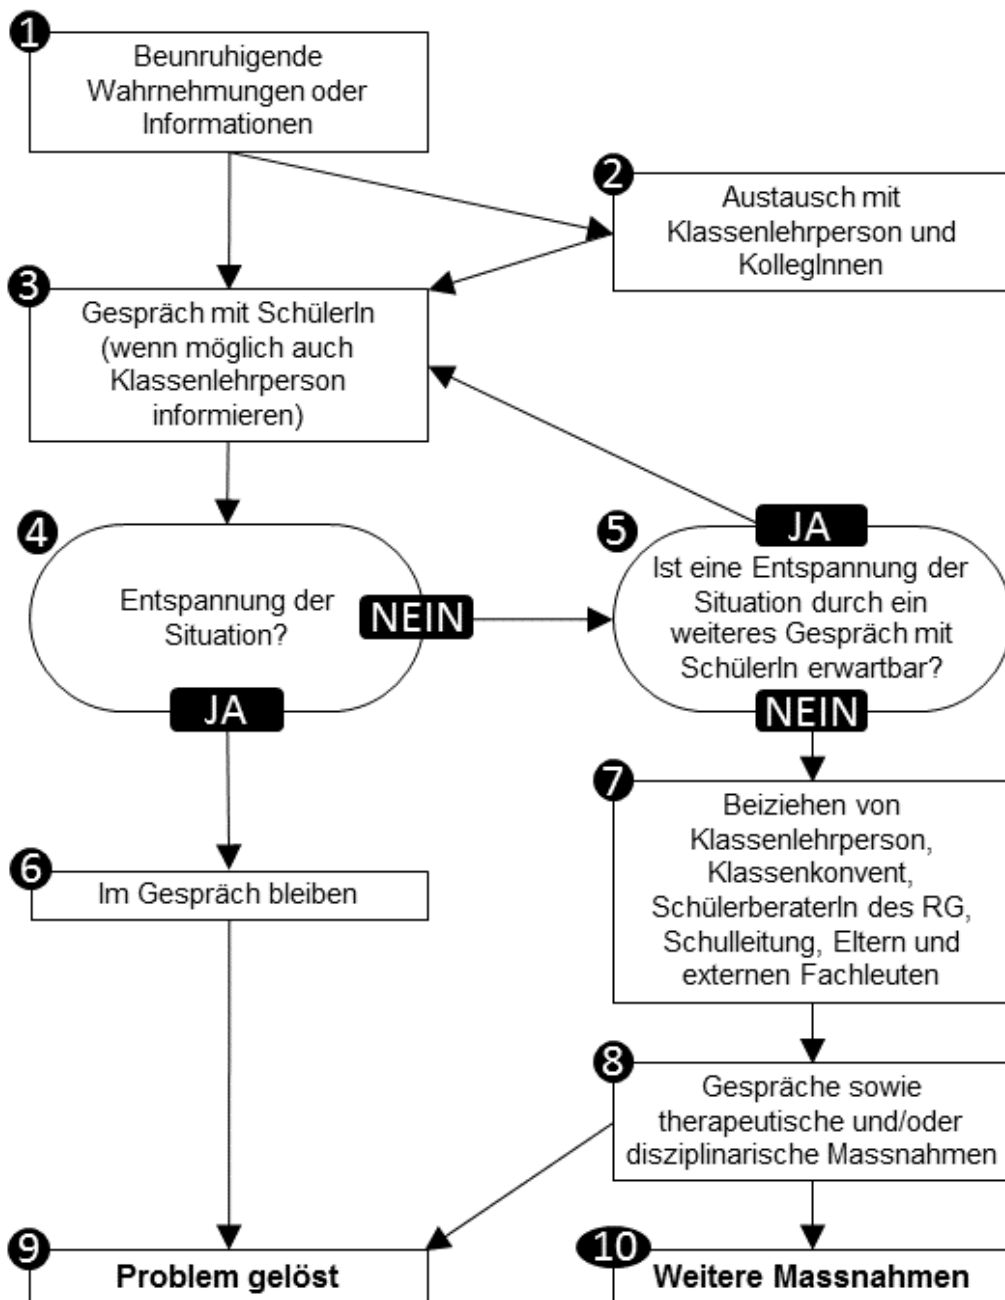 1
Beunruhigende
Wahrnehmungen oder
Informationen
2
Austausch mit
Klassenlehrperson und
KollegInnen
3
Gespräch mit SchülerIn
(wenn möglich auch
Klassenlehrperson
informieren)
4
Entspannung der
Situation?
NEIN
JA
5
JA
Ist eine Entspannung der
Situation durch ein
weiteres Gespräch mit
SchülerIn erwartbar?
NEIN
6
Im Gespräch bleiben
7
Beiziehen von
Klassenlehrperson,
Klassenkonvent,
SchülerberaterIn des RG,
Schulleitung, Eltern und
externen Fachleuten
8
Gespräche sowie
therapeutische und/oder
disziplinarische Massnahmen
9
Problem gelöst
10
Weitere Massnahmen